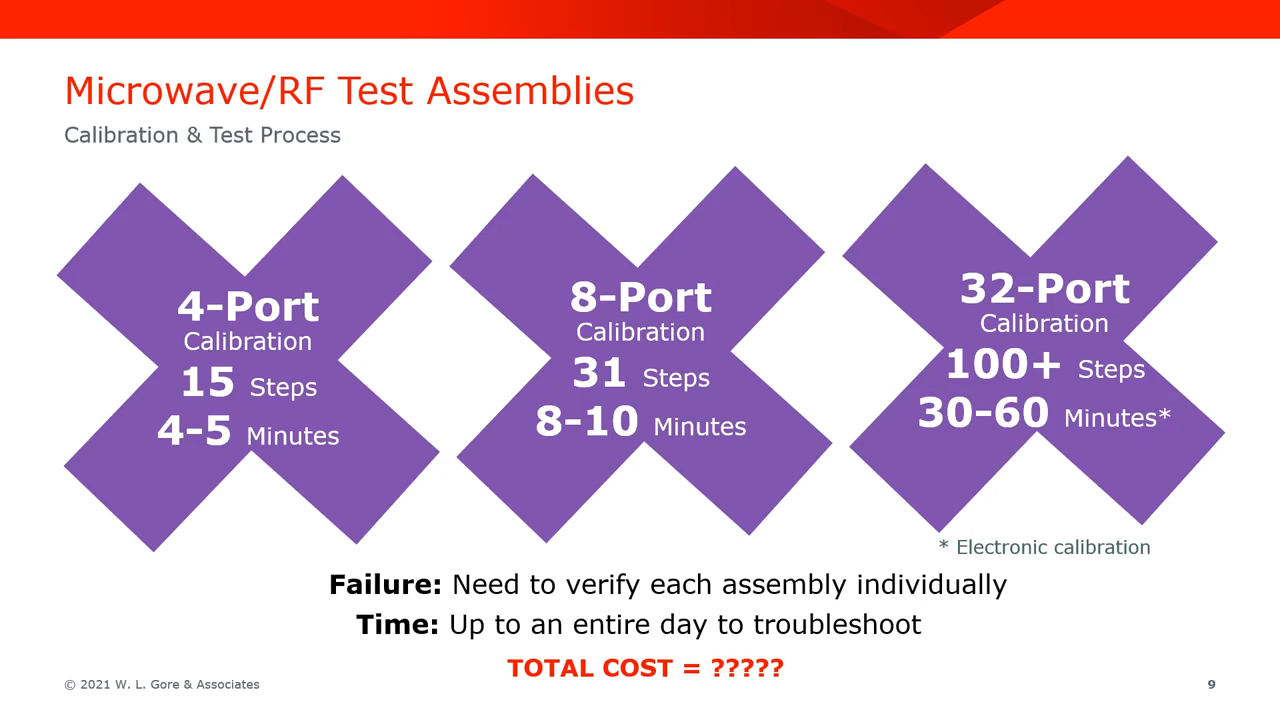 Microwave/RF Test Assemblies
Calibration & Test Process
4-Port
Calibration
15 Steps
4-5 Minutes
8-Port
Calibration
31 Steps
8-10 Minutes
32-Port
Calibration
100+ Steps
30-60 Minutes*
* Electronic calibration
Failure: Need to verify each assembly individually
Time: Up to an entire day to troubleshoot
TOTAL COST = ?????
© 2021 W. L. Gore & Associates
9